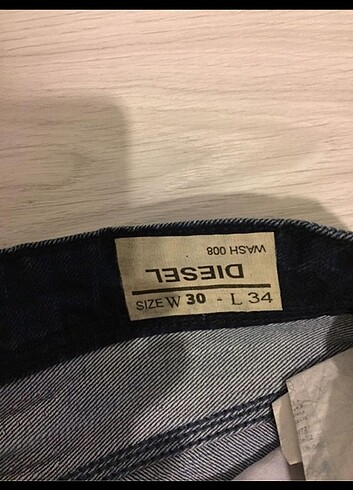 WASH 008
DIESEL
SIZE W 30 - L 34